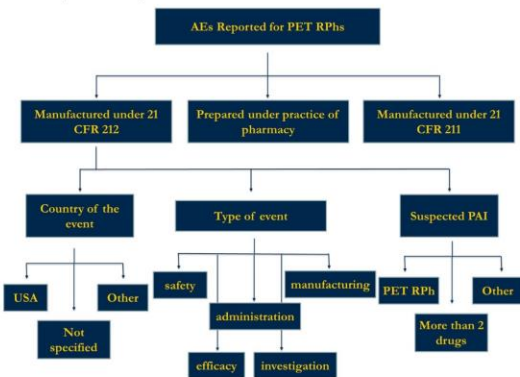 AEs Reported for PET RPhs
Manufactured under 21
CFR 212
Prepared under practice of
pharmacy
Manufactured under 21
CFR 211
Country of the
event
Type of event
Suspected PAI
USA
Not
specified
Other
safety
administration
manufacturing
efficacy
investigation
PET RPh
More than 2
drugs
Other